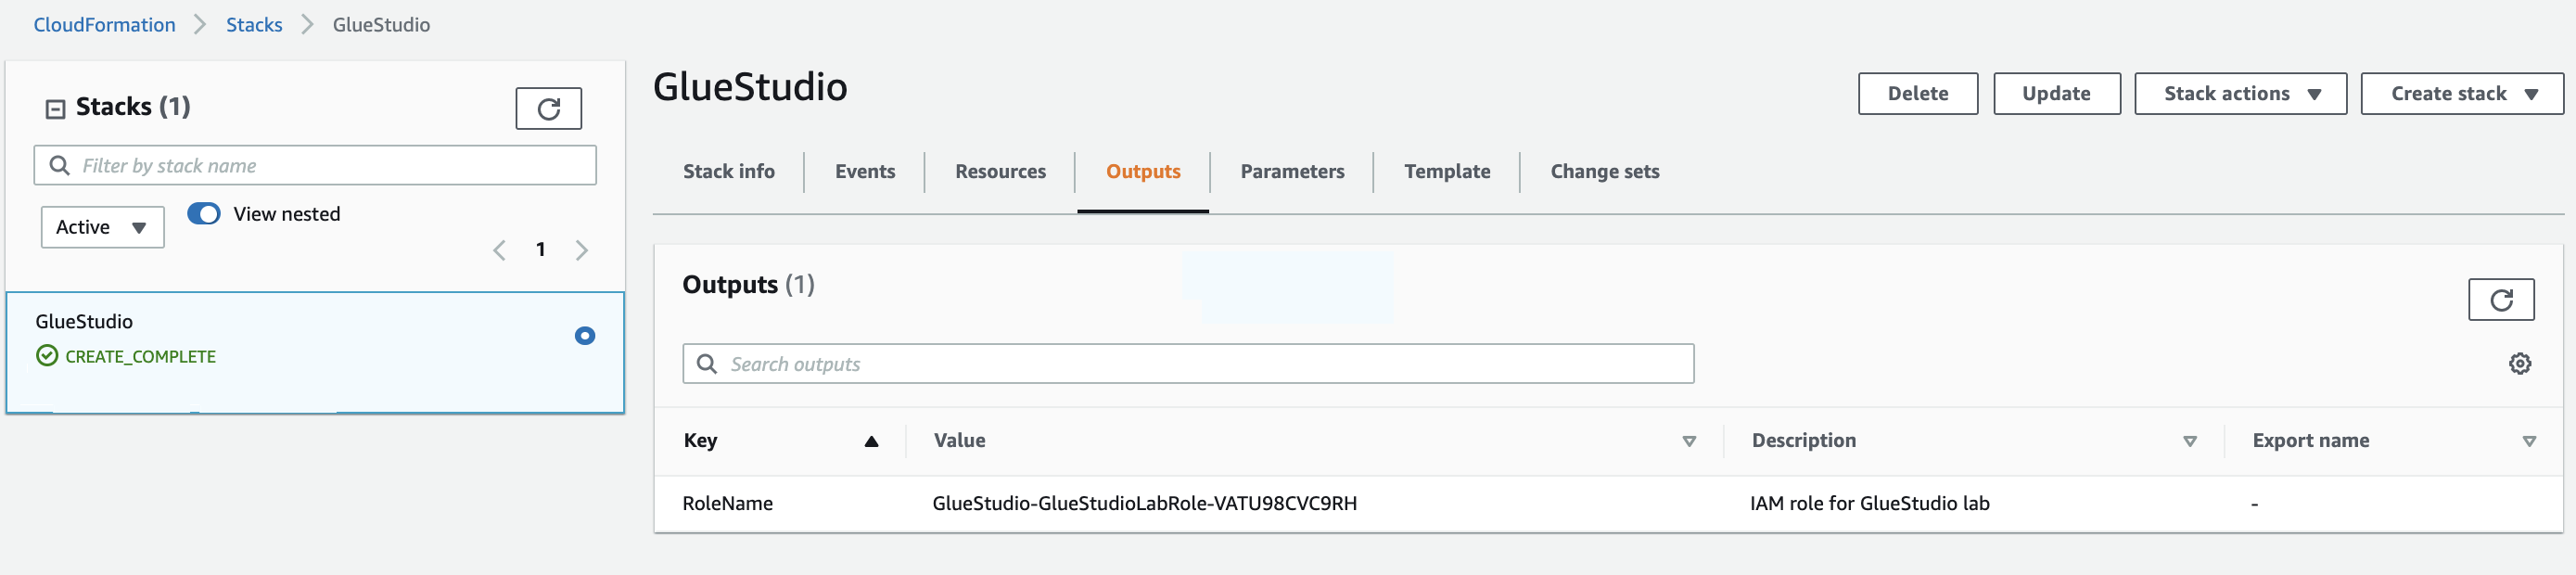 CloudFormation
Stacks
GlueStudio
Stacks (1)
Filter by stack name
Active
View nested
1
GlueStudio
CREATE_COMPLETE
GlueStudio
Delete
Update
Stack actions
Create stack
Stack info
Events
Resources
Outputs
Parameters
Template
Change sets
Outputs (1)
Search outputs
Key
Value
Description
Export name
RoleName
GlueStudio-GlueStudioLabRole-VATU98CVC9RH
IAM role for GlueStudio lab
-